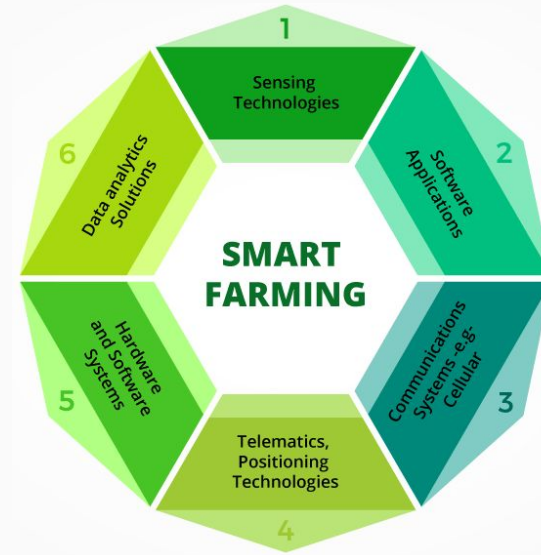 1
Sensing
Technologies
2
Software
Applications
3
Communications
Systems -e.g-
Cellular
4
Telematics,
Positioning
Technologies
5
Hardware
and Software
Systems
6
Data analytics
Solutions
SMART
FARMING